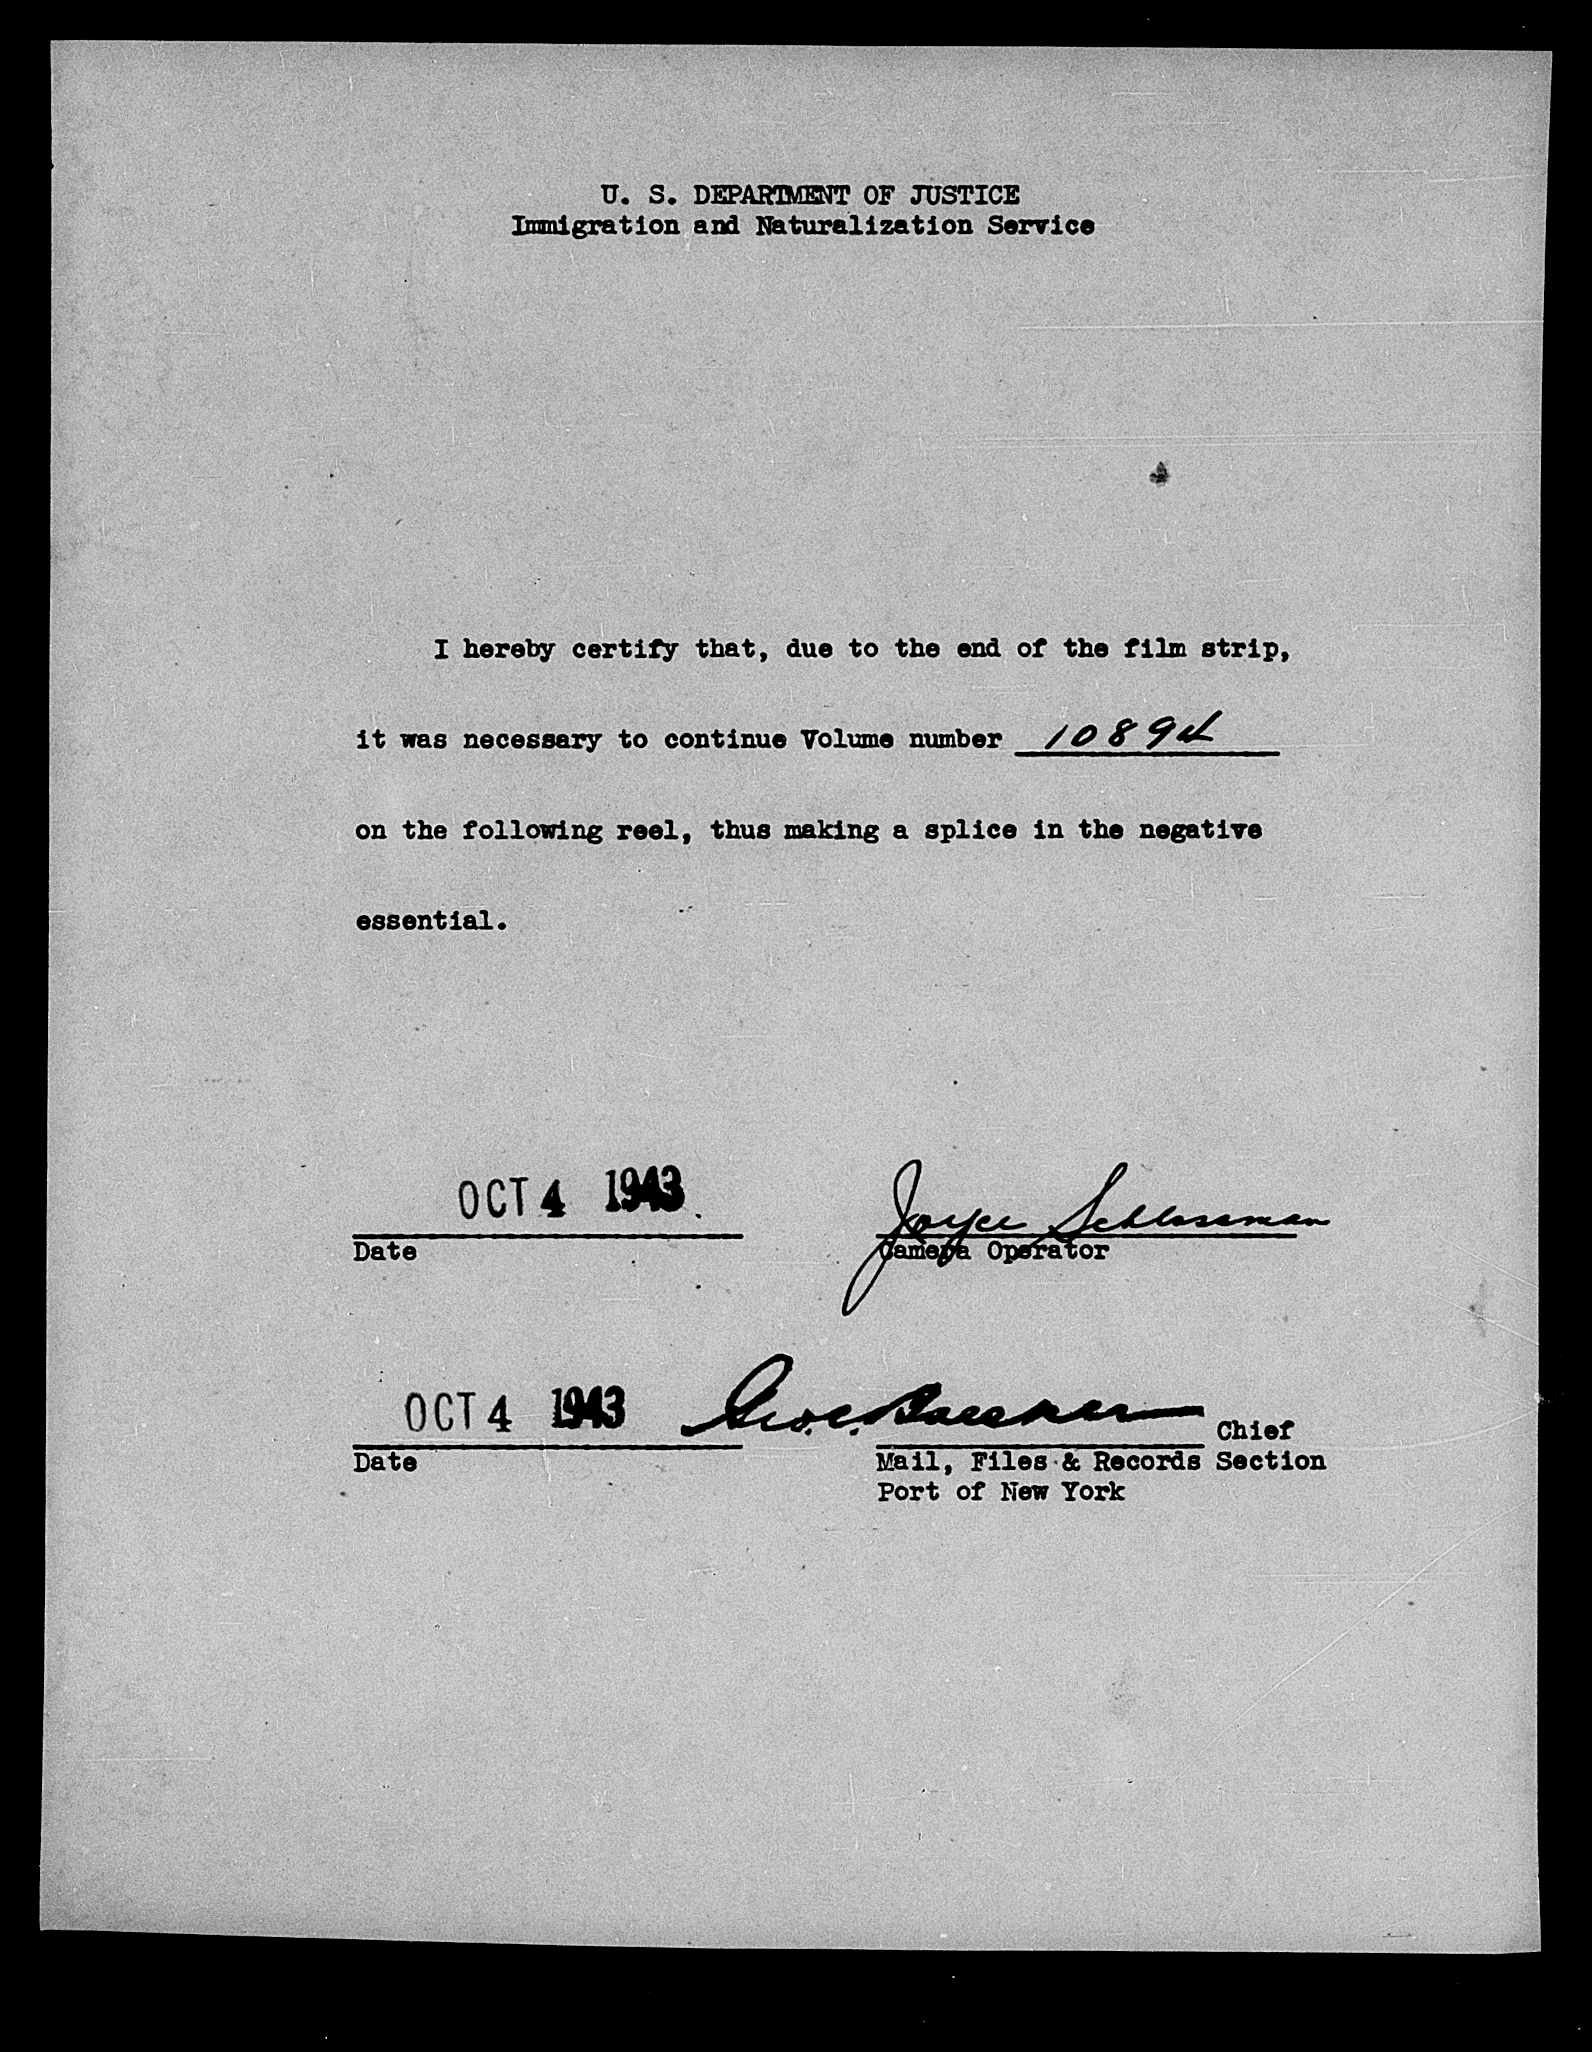 U. S. DEPARTMENT OF JUSTICE
Immigration and Naturalization Service
I hereby certify that, due to the end of the film strip,
it was necessary to continue Volume number 10894
on the following reel, thus making a splice in the negative
essential.
OCT 4 1943
Joyce Schlossman
Date
Camera Operator
OCT 4 1943
Geo. C.
Chief
Date
Mail, Files & Records Section
Port of New York